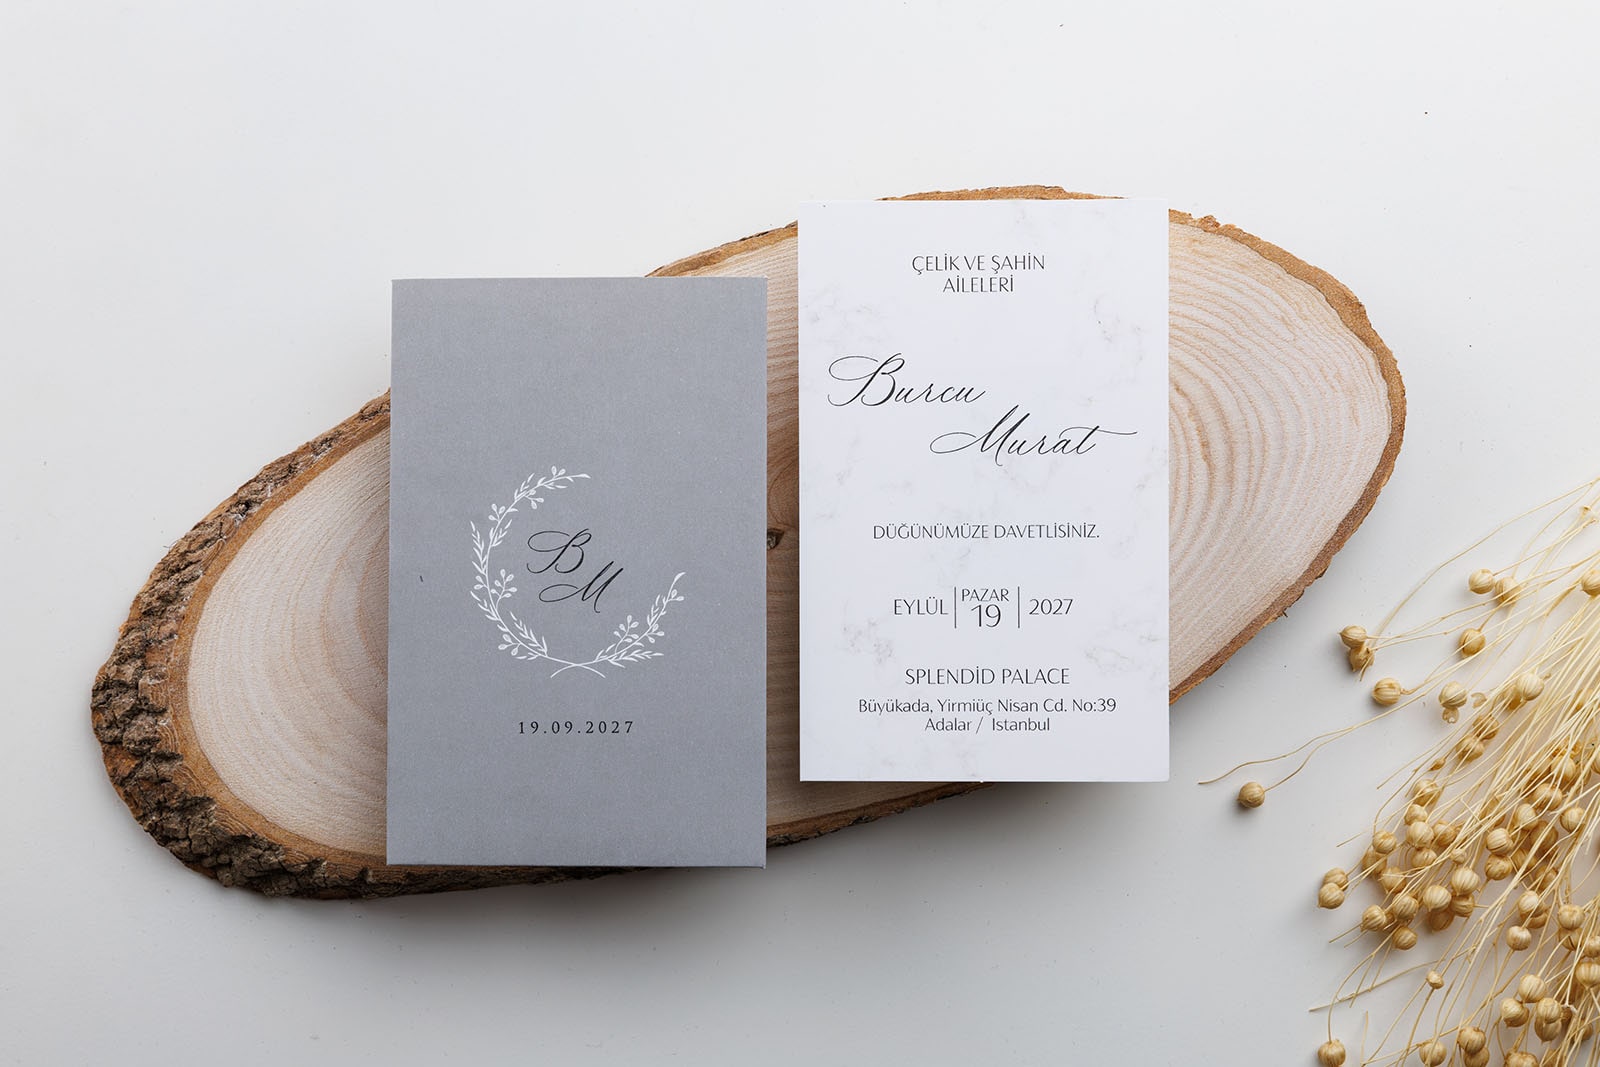 B
M
19.09.2027
ÇELİK VE ŞAHİN
AİLELERİ
Burcu
Murat
DÜĞÜNÜMÜZE DAVETLİSİNİZ.
EYLÜL | PAZAR 19 | 2027
SPLENDİD PALACE
Büyükada, Yirmiüç Nisan Cd. No:39
Adalar / Istanbul